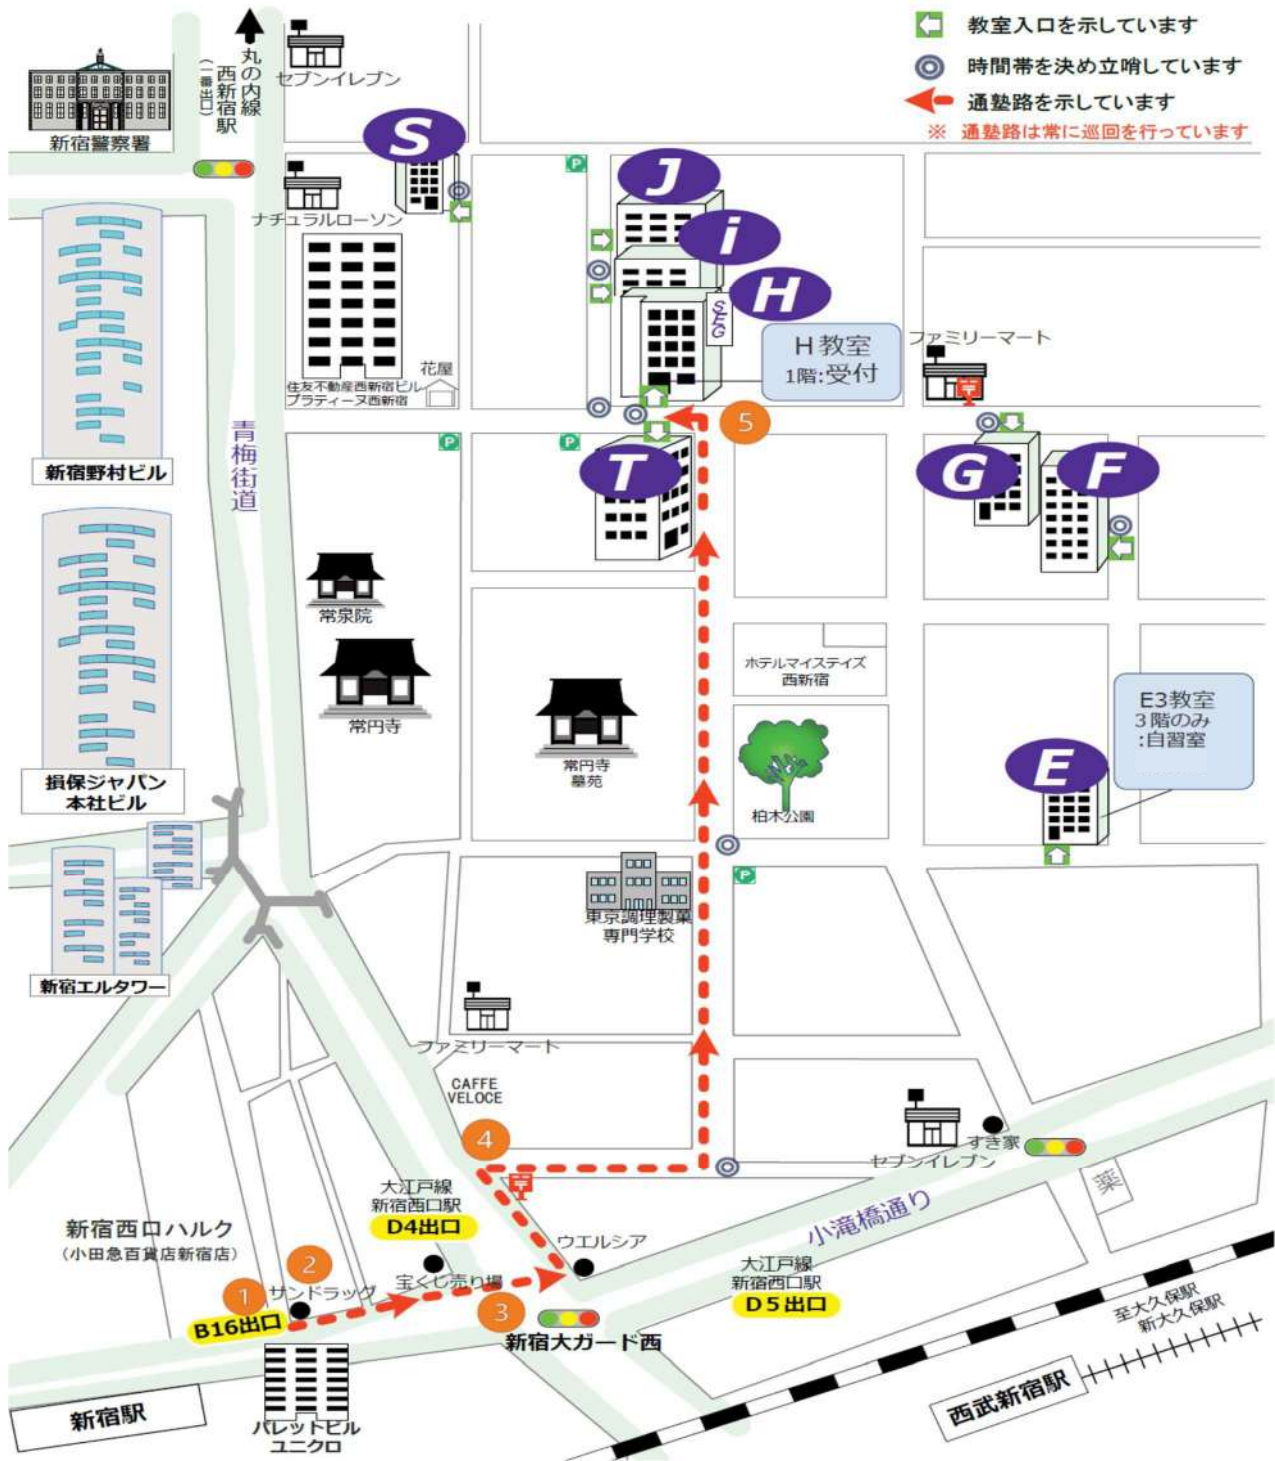 教室入口を示しています
時間帯を決め立哨しています
通塾路を示しています
※ 通塾路は常に巡回を行っています
丸の内線
西新宿駅
(一番出口)
セブンイレブン
新宿警察署
S
ナチュラルローソン
P
J
i
H
SEG
H教室
1階:受付
ファミリーマート
〒
住友不動産西新宿ビル
プラティーヌ西新宿
花屋
5
青梅街道
P
P
T
G
F
新宿野村ビル
常泉院
常円寺
常円寺
墓苑
ホテルマイステイズ
西新宿
柏木公園
E3教室
3階のみ
:自習室
E
損保ジャパン
本社ビル
P
東京調理製菓
専門学校
新宿エルタワー
ファミリーマート
CAFFE
VELOCE
4
〒
セブンイレブン
すき家
薬
小滝橋通り
大江戸線
新宿西口駅
D4出口
新宿西口ハルク
(小田急百貨店新宿店)
ウエルシア
大江戸線
新宿西口駅
D5出口
1
2
サンドラッグ
宝くじ売り場
B16出口
3
新宿大ガード西
至大久保駅
新大久保駅
西武新宿駅
新宿駅
パレットビル
ユニクロ